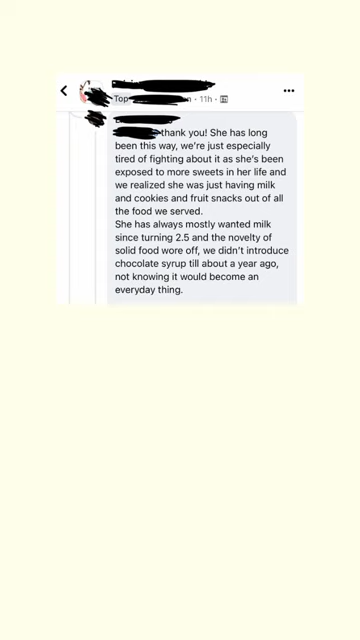 Top
11h
thank you! She has long
been this way, we're just especially
tired of fighting about it as she's been
exposed to more sweets in her life and
we realized she was just having milk
and cookies and fruit snacks out of all
the food we served.
She has always mostly wanted milk
since turning 2.5 and the novelty of
solid food wore off, we didn't introduce
chocolate syrup till about a year ago,
not knowing it would become an
everyday thing.